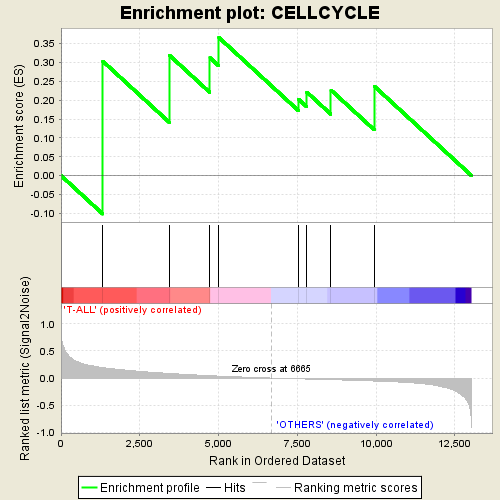 Enrichment plot: CELLCYCLE
Enrichment score (ES)
0.35
0.30
0.25
0.20
0.15
0.10
0.05
0.00
-0.05
-0.10
'T-ALL' (positively correlated)
Ranked list metric (Signal2Noise)
1.0
0.5
0.0
-0.5
-1.0
Zero cross at 6665
'OTHERS' (negatively correlated)
0 2,500 5,000 7,500 10,000 12,500
Rank in Ordered Dataset
Enrichment profile Hits Ranking metric scores